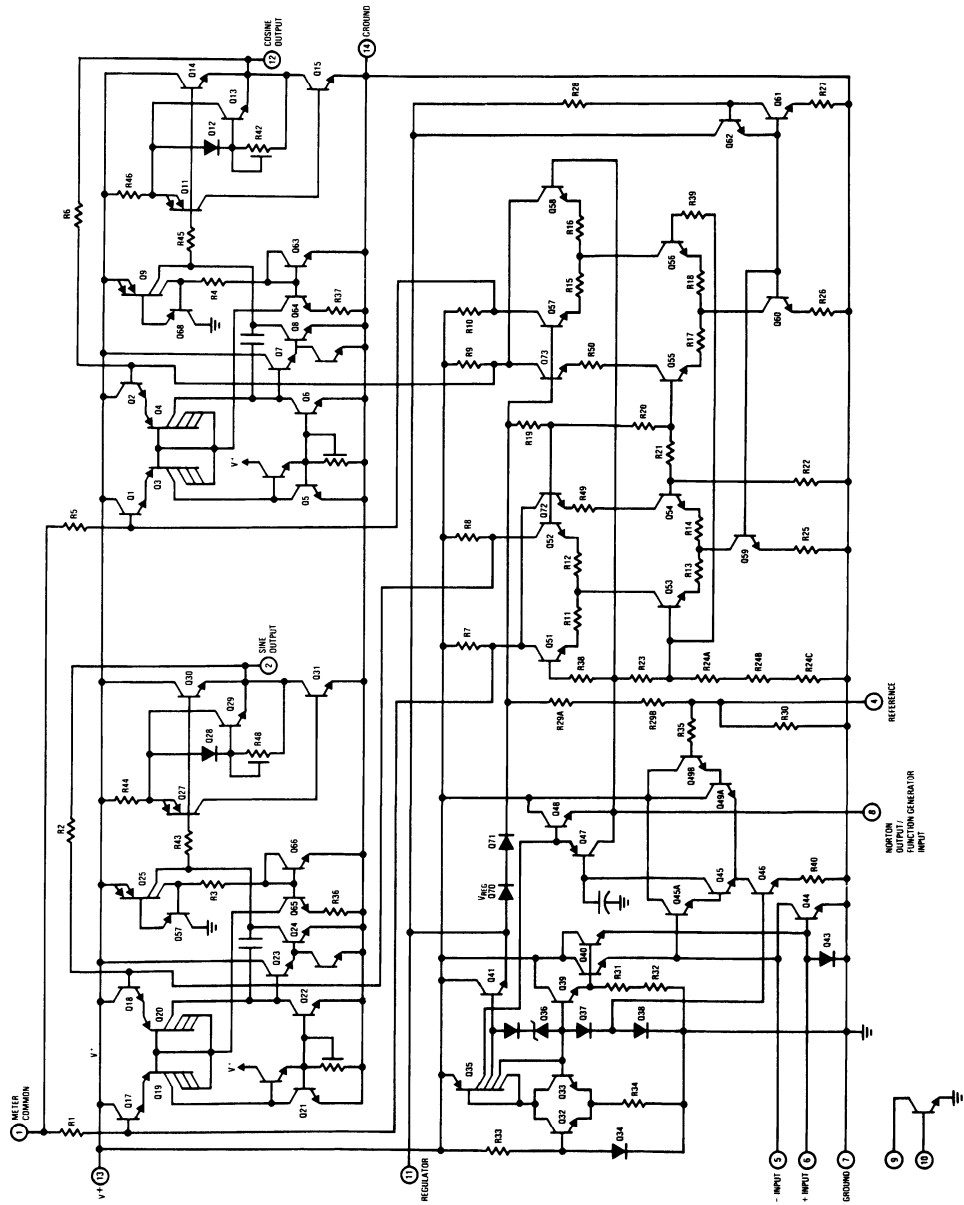 METER
COMMON
1
R1
R2
R5
R6
V+
13
V+
Q17
Q18
R44
Q30
Q1
Q2
R46
Q14
COSINE
OUTPUT
12
Q19
Q20
Q25
R43
Q27
Q28
Q29
SINE
OUTPUT
2
Q3
Q4
Q9
R45
Q11
Q12
Q13
Q57
R3
R48
Q68
R4
R42
V+
Q23
Q24
Q65
Q66
V+
Q7
Q8
Q64
Q63
Q21
Q22
R36
Q31
Q5
Q6
R37
Q15
14
GROUND
11
REGULATOR
R33
Q35
Q41
VREG
Q70
Q71
R7
R8
R9
R10
R19
Q32
Q33
Q36
Q39
Q40
Q48
Q47
R29A
Q51
Q52
Q72
Q73
Q57
Q58
R28
Q34
R34
Q37
Q38
R31
R32
Q45A
Q45
R29B
R38
R11
R12
R49
R20
R50
R15
R16
Q49B
R35
Q49A
R23
Q53
Q54
R21
Q55
Q56
R39
Q62
Q46
R24A
R13
R14
R17
R18
Q61
- INPUT
5
Q44
R40
R30
R24B
Q59
Q60
+ INPUT
6
Q43
R24C
R25
R22
R26
R27
GROUND
7
8
NORTON
OUTPUT/
FUNCTION GENERATOR
INPUT
4
REFERENCE
9
10